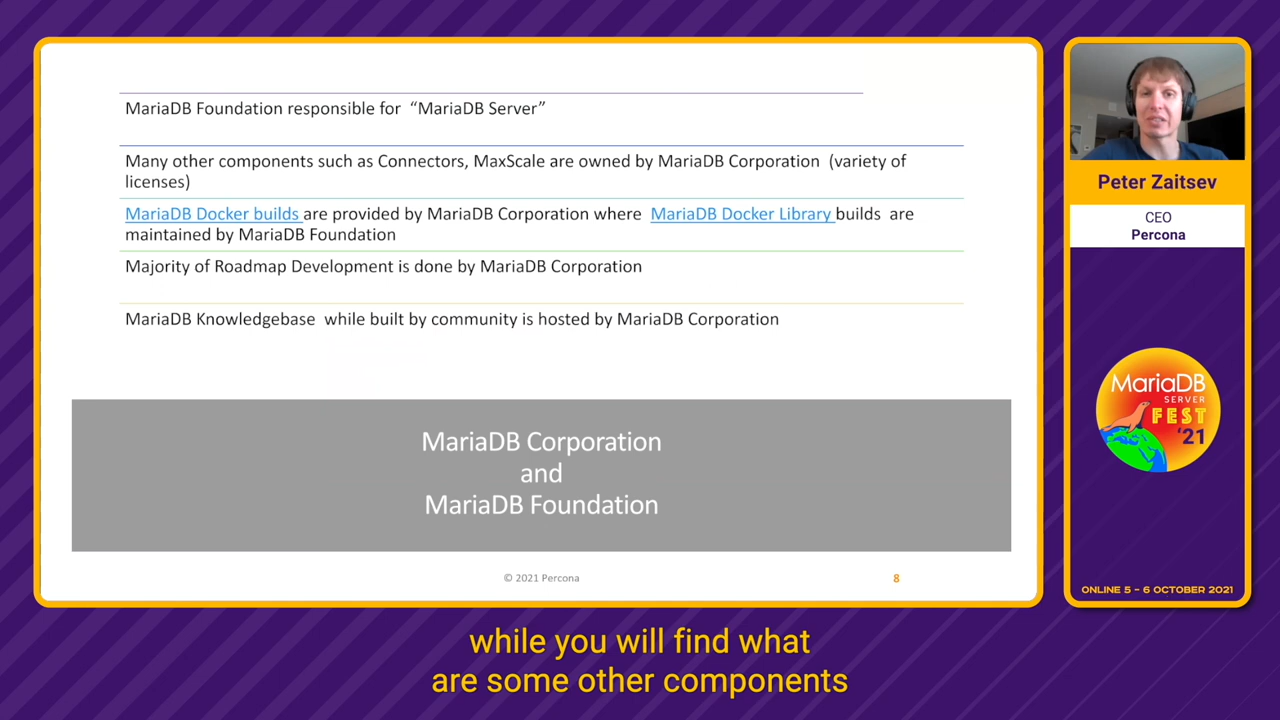 MariaDB Foundation responsible for “MariaDB Server”
Many other components such as Connectors, MaxScale are owned by MariaDB Corporation (variety of
licenses)
MariaDB Docker builds are provided by MariaDB Corporation where MariaDB Docker Library builds are
maintained by MariaDB Foundation
Majority of Roadmap Development is done by MariaDB Corporation
MariaDB Knowledgebase while built by community is hosted by MariaDB Corporation
MariaDB Corporation
and
MariaDB Foundation
© 2021 Percona
8
Peter Zaitsev
CEO
Percona
MariaDB
SERVER
FEST
'21
ONLINE 5 – 6 OCTOBER 2021
while you will find what
are some other components